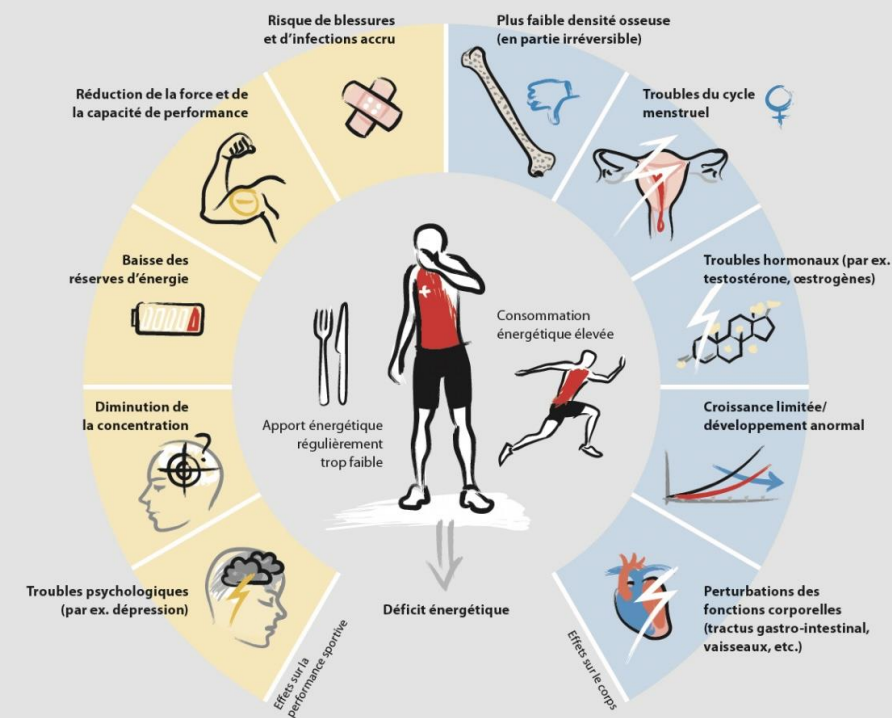 Risque de blessures
et d'infections accru
Plus faible densité osseuse
(en partie irréversible)
Réduction de la force et de
la capacité de performance
Troubles du cycle
menstruel
Baisse des
réserves d'énergie
Troubles hormonaux (par ex.
testostérone, œstrogènes)
Consommation
énergétique élevée
Diminution de
la concentration
Apport énergétique
régulièrement
trop faible
Croissance limitée/
développement anormal
Troubles psychologiques
(par ex. dépression)
Déficit énergétique
Perturbations des
fonctions corporelles
(tractus gastro-intestinal,
vaisseaux, etc.)
Effets sur la
performance sportive
Effets sur le corps